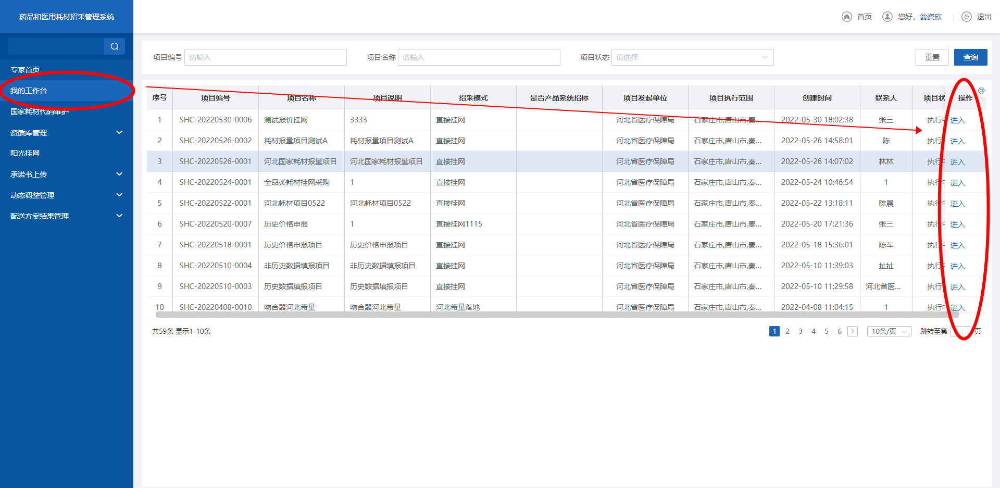 药品和医用耗材招采管理系统
首页 您好，翁资欣 退出
专家首页
我的工作台
国家耗材代码维护
资质库管理
阳光挂网
承诺书上传
动态调整管理
配送方案结果管理
项目编号 请输入 项目名称 请输入 项目状态 请选择 重置 查询
序号 项目编号 项目名称 项目说明 招采模式 是否产品系统招标 项目发起单位 项目执行范围 创建时间 联系人 项目状 操作
1 SHC-20220530-0006 测试报价挂网 3333 直接挂网 河北省医疗保障局 石家庄市,唐山市,秦... 2022-05-30 18:02:38 张三 执行中 进入
2 SHC-20220526-0002 耗材报量项目测试A 耗材报量项目测试A 直接挂网 河北省医疗保障局 石家庄市,唐山市,秦... 2022-05-26 14:58:01 陈 执行中 进入
3 SHC-20220526-0001 河北国家耗材报量项目 河北国家耗材报量项目 直接挂网 河北省医疗保障局 石家庄市,唐山市,秦... 2022-05-26 14:07:02 林林 执行中 进入
4 SHC-20220524-0001 全品类耗材挂网采购 1 直接挂网 河北省医疗保障局 石家庄市,唐山市,秦... 2022-05-24 10:46:54 1 执行中 进入
5 SHC-20220522-0001 河北耗材项目0522 河北耗材项目0522 直接挂网 河北省医疗保障局 石家庄市,唐山市,秦... 2022-05-22 13:18:11 陈晨 执行中 进入
6 SHC-20220520-0007 历史价格申报 1 直接挂网1115 河北省医疗保障局 石家庄市,唐山市,秦... 2022-05-20 17:21:36 张三 执行中 进入
7 SHC-20220518-0001 历史价格申报项目 历史价格申报项目 直接挂网 河北省医疗保障局 石家庄市,唐山市,秦... 2022-05-18 15:36:01 陈车 执行中 进入
8 SHC-20220510-0004 非历史数据填报项目 非历史数据填报项目 直接挂网 河北省医疗保障局 石家庄市,唐山市,秦... 2022-05-10 11:39:03 扯扯 执行中 进入
9 SHC-20220510-0003 历史数据填报项目 历史数据填报项目 直接挂网 河北省医疗保障局 石家庄市,唐山市,秦... 2022-05-10 11:29:58 河北省医... 执行中 进入
10 SHC-20220408-0010 吻合器河北带量 吻合器河北带量 河北带量落地 河北省医疗保障局 石家庄市,唐山市,秦... 2022-04-08 11:04:15 1 执行中 进入
共59条 显示1-10条 1 2 3 4 5 6 10条/页 跳转至第 页